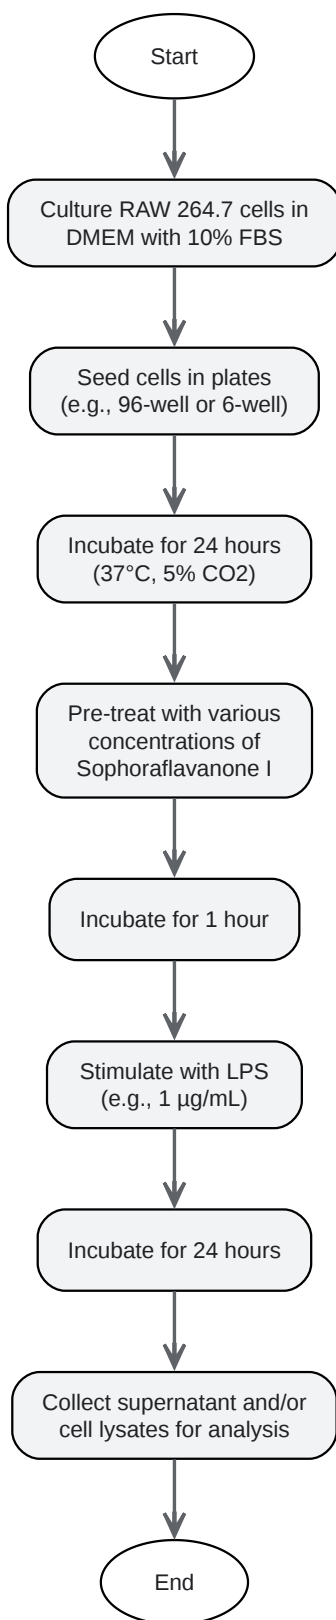 Start
Culture RAW 264.7 cells in
DMEM with 10% FBS
Seed cells in plates
(e.g., 96-well or 6-well)
Incubate for 24 hours
(37°C, 5% CO2)
Pre-treat with various
concentrations of
Sophoraflavanone I
Incubate for 1 hour
Stimulate with LPS
(e.g., 1 µg/mL)
Incubate for 24 hours
Collect supernatant and/or
cell lysates for analysis
End